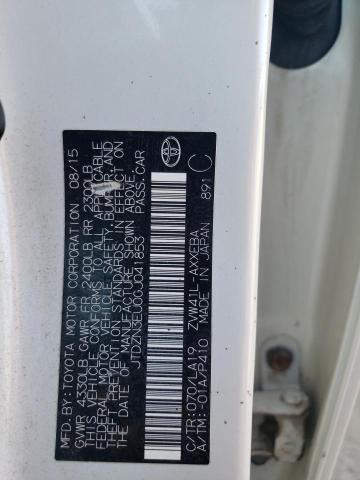 MFD.BY:TOYOTA MOTOR CORPORATION 08/15
GVWR 4330LB GAWR FR 2400LB RR 2300LB
THIS VEHICLE CONFORMS TO ALL APPLICABLE
FEDERAL MOTOR VEHICLE SAFETY, BUMPER, AND
THEFT PREVENTION STANDARDS IN EFFECT ON
THE DATE OF MANUFACTURE SHOWN ABOVE.
JTDZN3EU0GJ041853 PASS.CAR
C/TR:070/LA19 ZVW41L-AXXEBA
A/TM:-01A/P410 MADE IN JAPAN
C
891